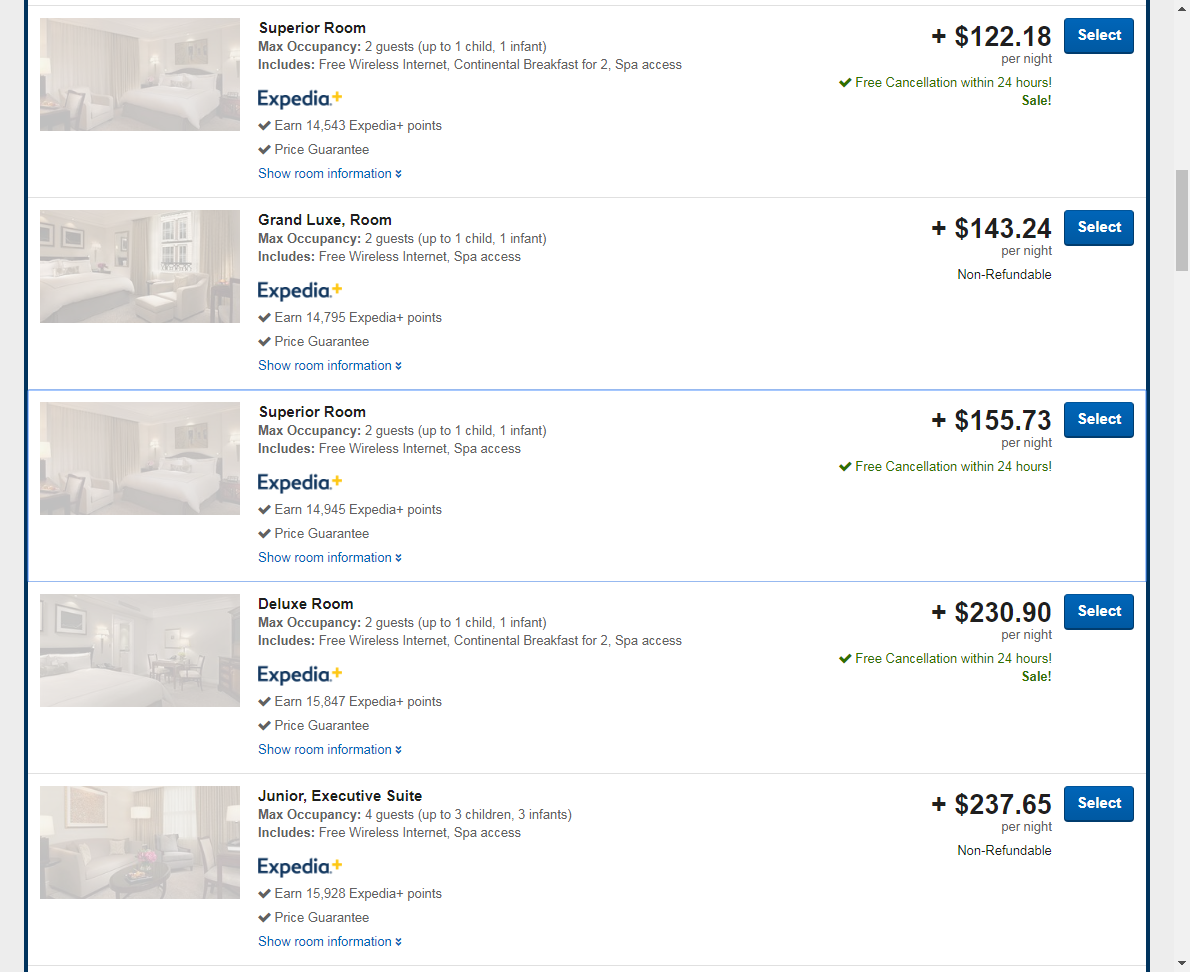 Superior Room
Max Occupancy: 2 guests (up to 1 child, 1 infant)
Includes: Free Wireless Internet, Continental Breakfast for 2, Spa access
Expedia+
Earn 14,543 Expedia+ points
Price Guarantee
Show room information
+ $122.18
per night
Free Cancellation within 24 hours!
Sale!
Select
Grand Luxe, Room
Max Occupancy: 2 guests (up to 1 child, 1 infant)
Includes: Free Wireless Internet, Spa access
Expedia+
Earn 14,795 Expedia+ points
Price Guarantee
Show room information
+ $143.24
per night
Non-Refundable
Select
Superior Room
Max Occupancy: 2 guests (up to 1 child, 1 infant)
Includes: Free Wireless Internet, Spa access
Expedia+
Earn 14,945 Expedia+ points
Price Guarantee
Show room information
+ $155.73
per night
Free Cancellation within 24 hours!
Select
Deluxe Room
Max Occupancy: 2 guests (up to 1 child, 1 infant)
Includes: Free Wireless Internet, Continental Breakfast for 2, Spa access
Expedia+
Earn 15,847 Expedia+ points
Price Guarantee
Show room information
+ $230.90
per night
Free Cancellation within 24 hours!
Sale!
Select
Junior, Executive Suite
Max Occupancy: 4 guests (up to 3 children, 3 infants)
Includes: Free Wireless Internet, Spa access
Expedia+
Earn 15,928 Expedia+ points
Price Guarantee
Show room information
+ $237.65
per night
Non-Refundable
Select